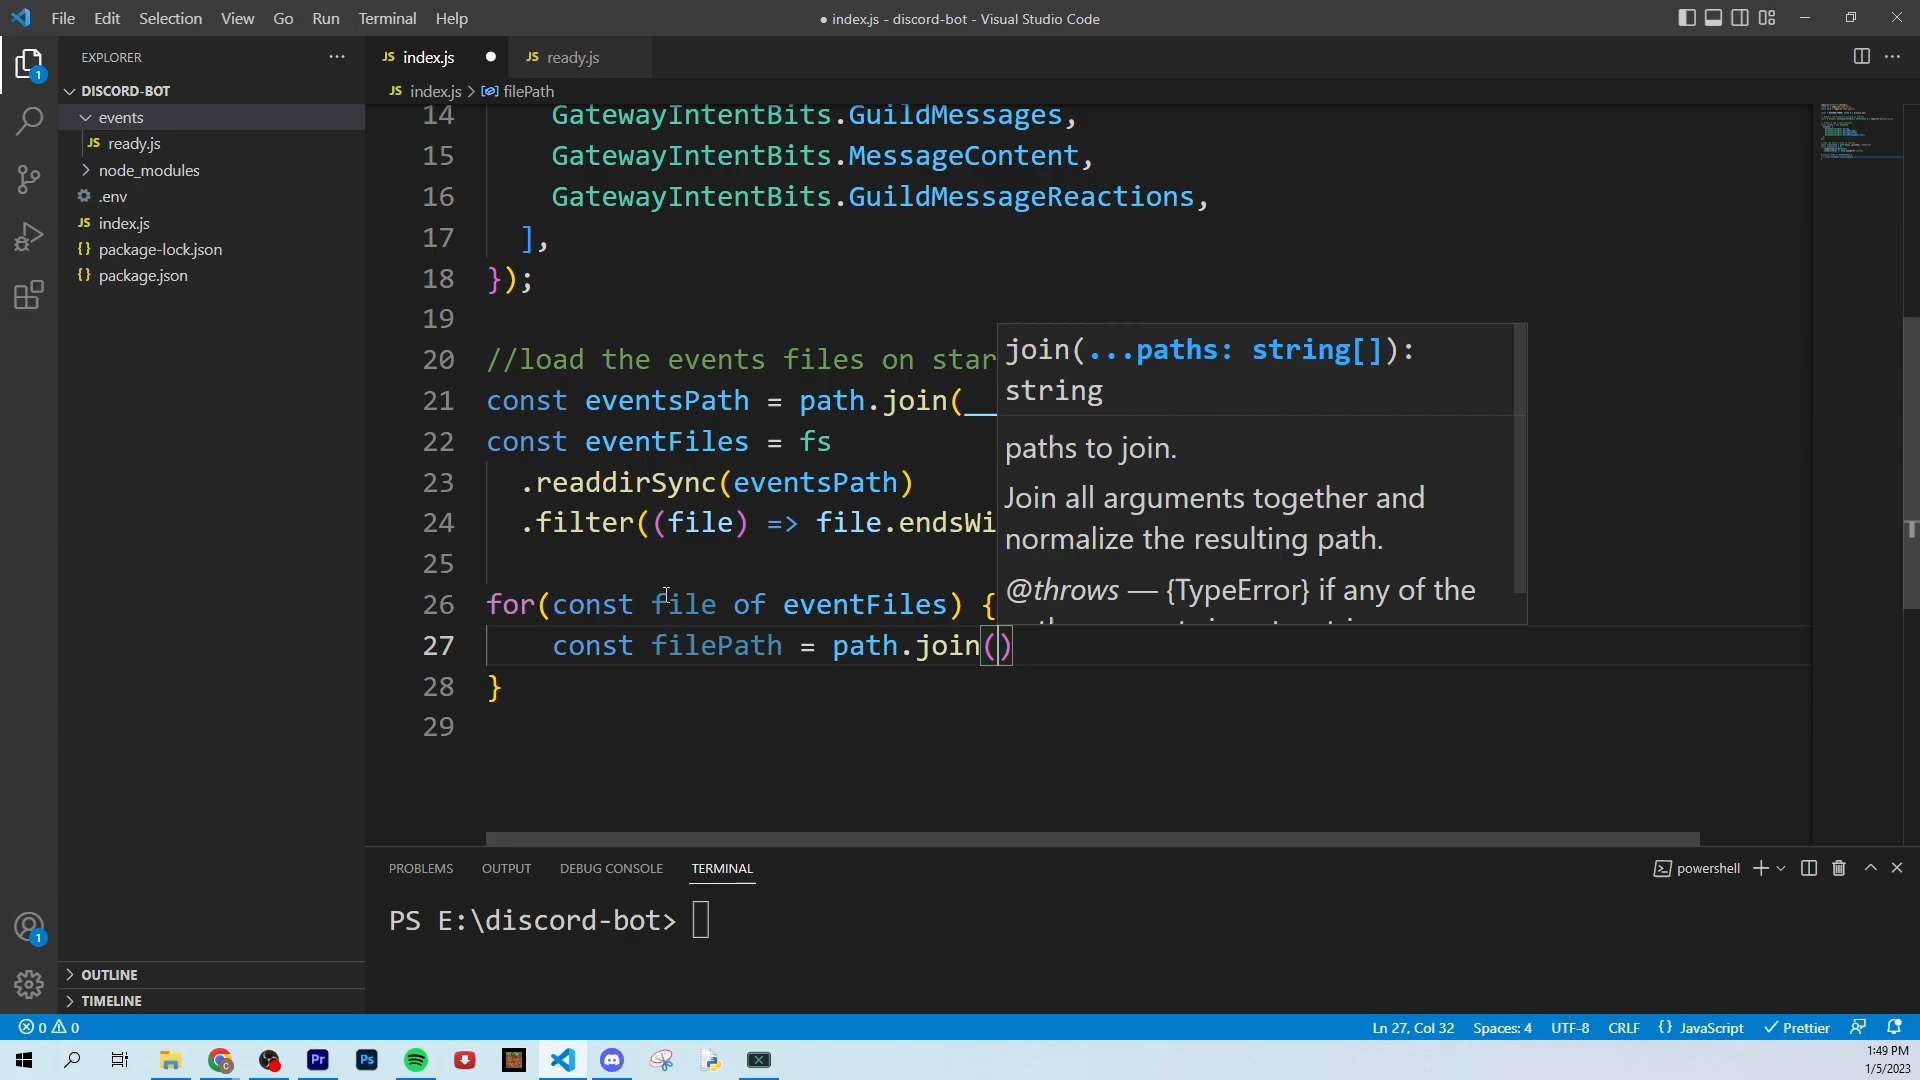 File Edit Selection View Go Run Terminal Help
● index.js - discord-bot - Visual Studio Code
EXPLORER
JS index.js
JS ready.js
DISCORD-BOT
JS index.js > filePath
events
JS ready.js
node_modules
.env
JS index.js
{} package-lock.json
{} package.json
14 GatewayIntentBits.GuildMessages,
15 GatewayIntentBits.MessageContent,
16 GatewayIntentBits.GuildMessageReactions,
17 ],
18 });
19
20 //load the events files on star
21 const eventsPath = path.join(__
22 const eventFiles = fs
23 .readdirSync(eventsPath)
24 .filter((file) => file.endsWi
25
26 for(const file of eventFiles) {
27 const filePath = path.join()
28 }
29
join(...paths: string[]):
string
paths to join.
Join all arguments together and
normalize the resulting path.
@throws — {TypeError} if any of the
PROBLEMS OUTPUT DEBUG CONSOLE TERMINAL
powershell
PS E:\discord-bot>
OUTLINE
TIMELINE
1
1
0 0
Ln 27, Col 32 Spaces: 4 UTF-8 CRLF {} JavaScript Prettier
Pr
Ps
1:49 PM
1/5/2023